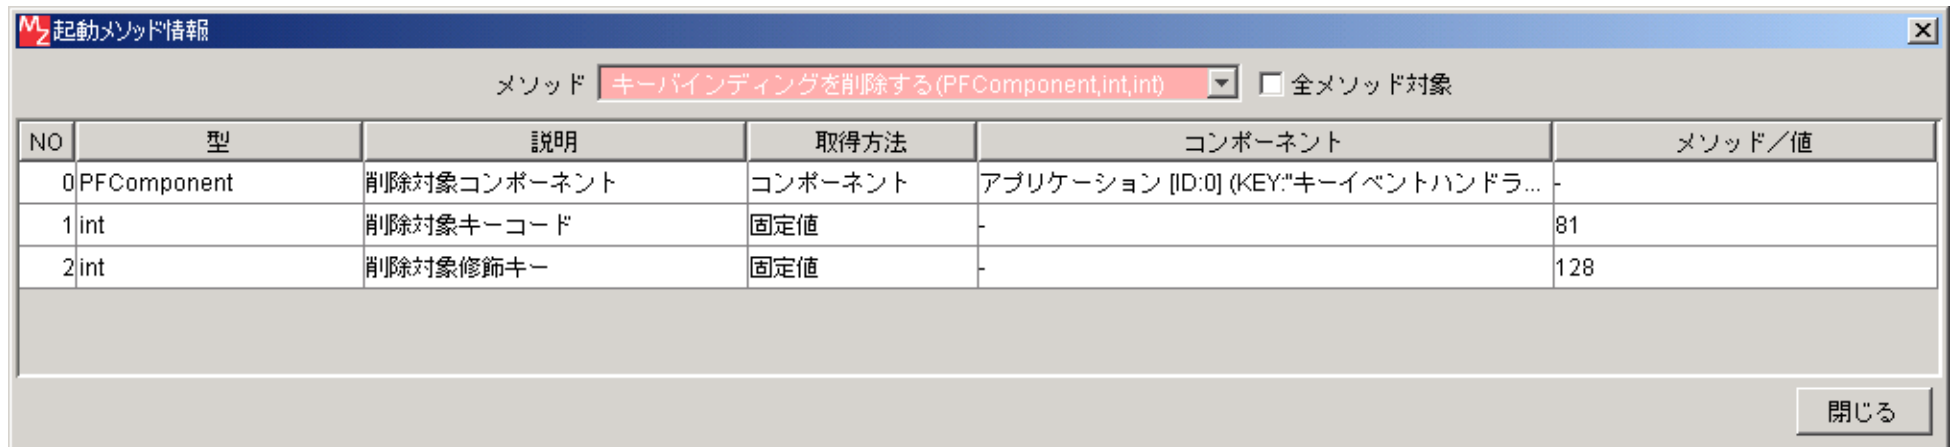 MZ 起動メソッド情報
メソッド キーバインディングを削除する(PFComponent,int,int) 全メソッド対象
NO 型 説明 取得方法 コンポーネント メソッド／値
0 PFComponent 削除対象コンポーネント コンポーネント アプリケーション [ID:0] (KEY:"キーイベントハンドラ... -
1 int 削除対象キーコード 固定値 - 81
2 int 削除対象修飾キー 固定値 - 128
閉じる